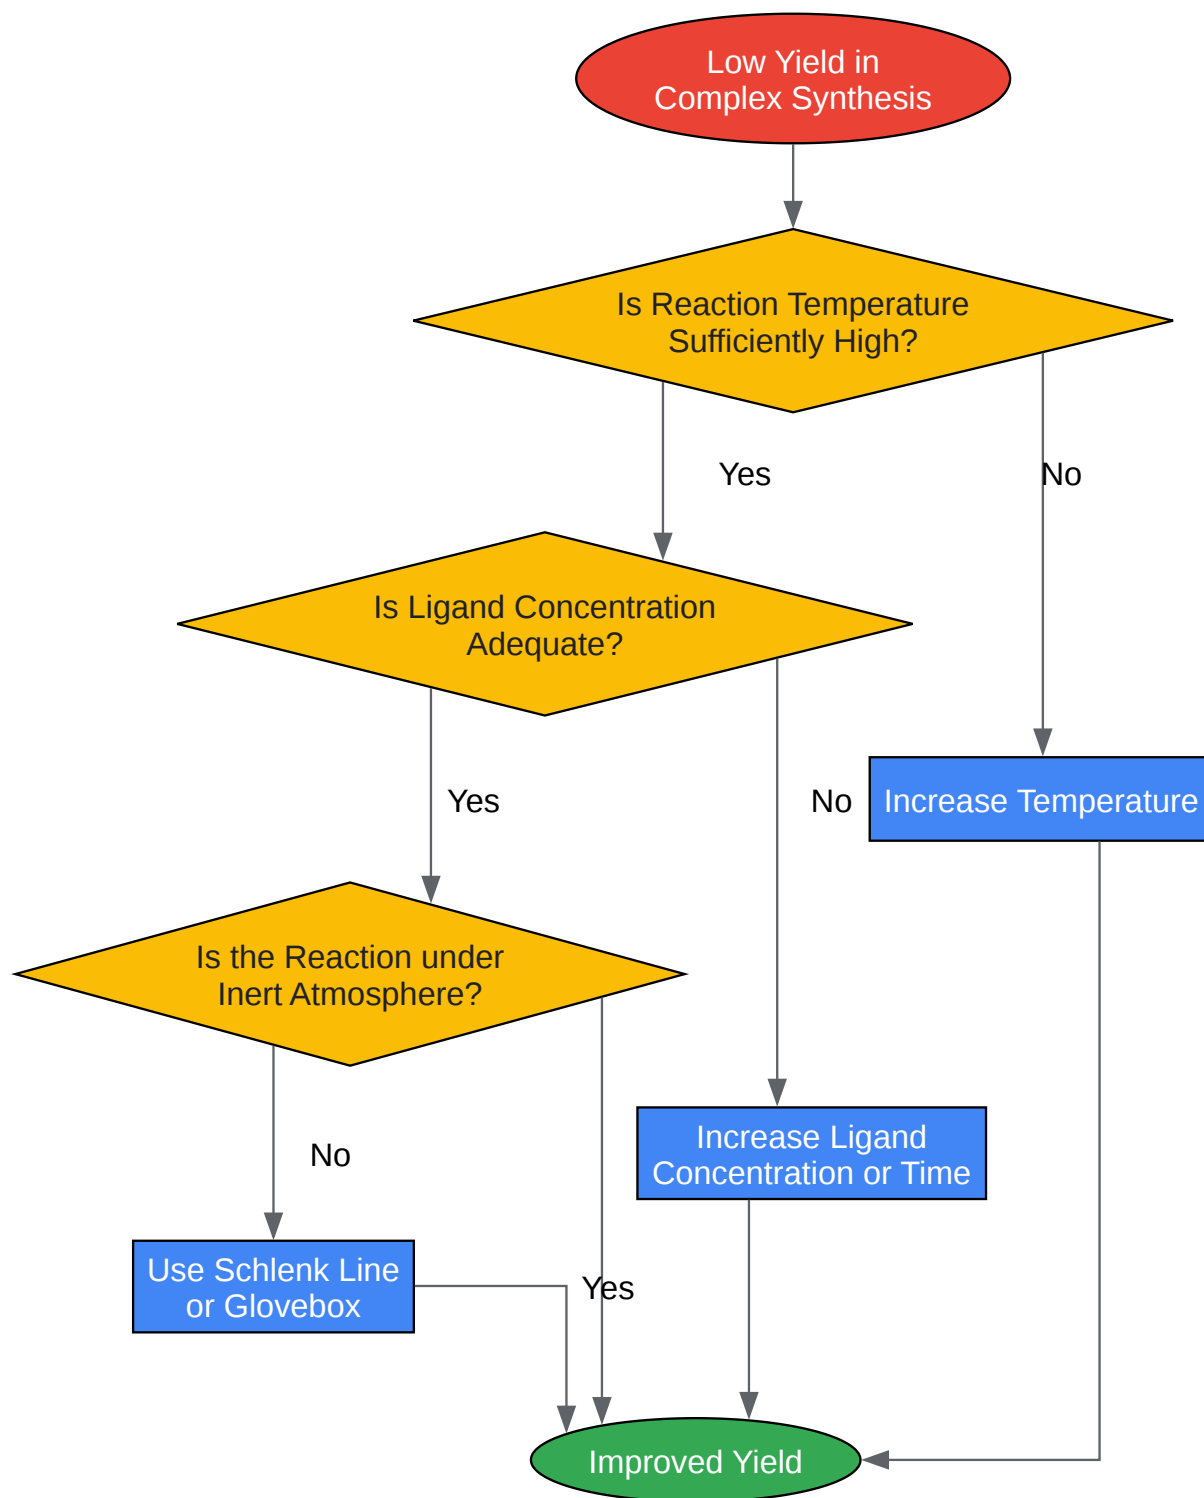 Low Yield in
Complex Synthesis
Is Reaction Temperature
Sufficiently High?
Yes
No
Is Ligand Concentration
Adequate?
Yes
No
Increase Temperature
Is the Reaction under
Inert Atmosphere?
No
Increase Ligand
Concentration or Time
Use Schlenk Line
or Glovebox
Yes
Improved Yield